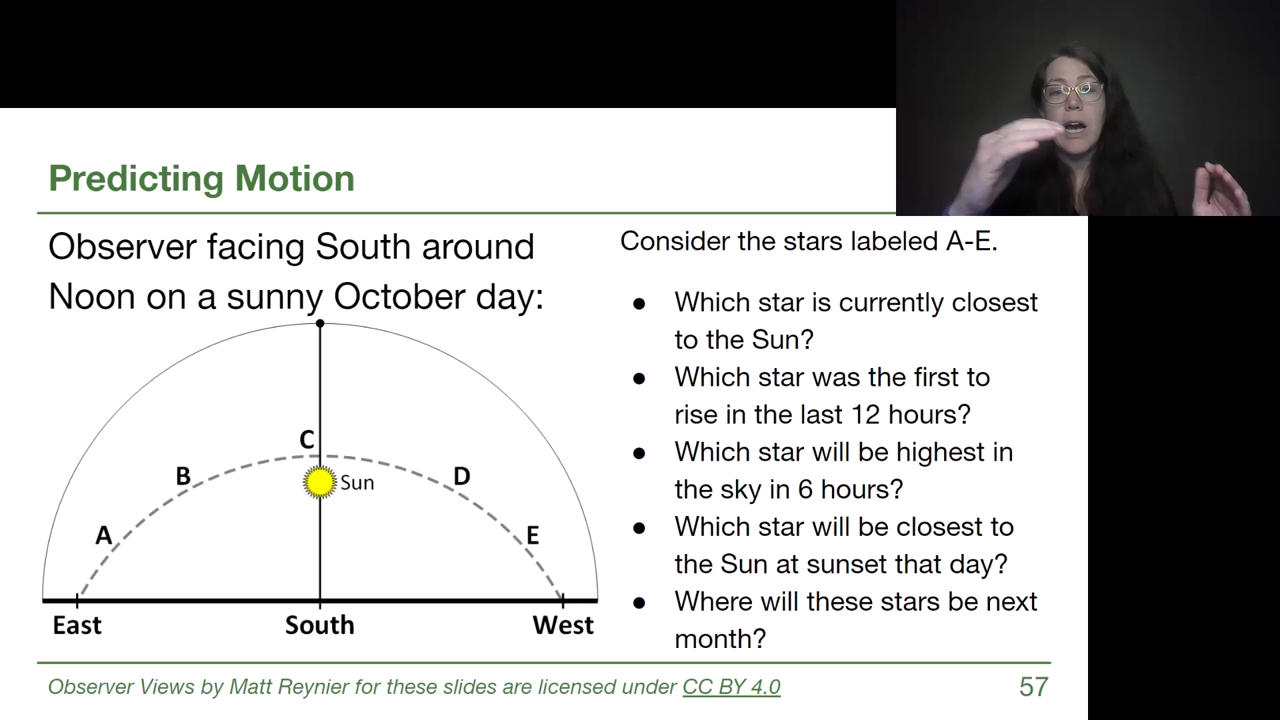 Predicting Motion
Observer facing South around
Noon on a sunny October day:
C
B
Sun
D
A
E
East
South
West
Consider the stars labeled A-E.
● Which star is currently closest
to the Sun?
● Which star was the first to
rise in the last 12 hours?
● Which star will be highest in
the sky in 6 hours?
● Which star will be closest to
the Sun at sunset that day?
● Where will these stars be next
month?
Observer Views by Matt Reynier for these slides are licensed under CC BY 4.0
57